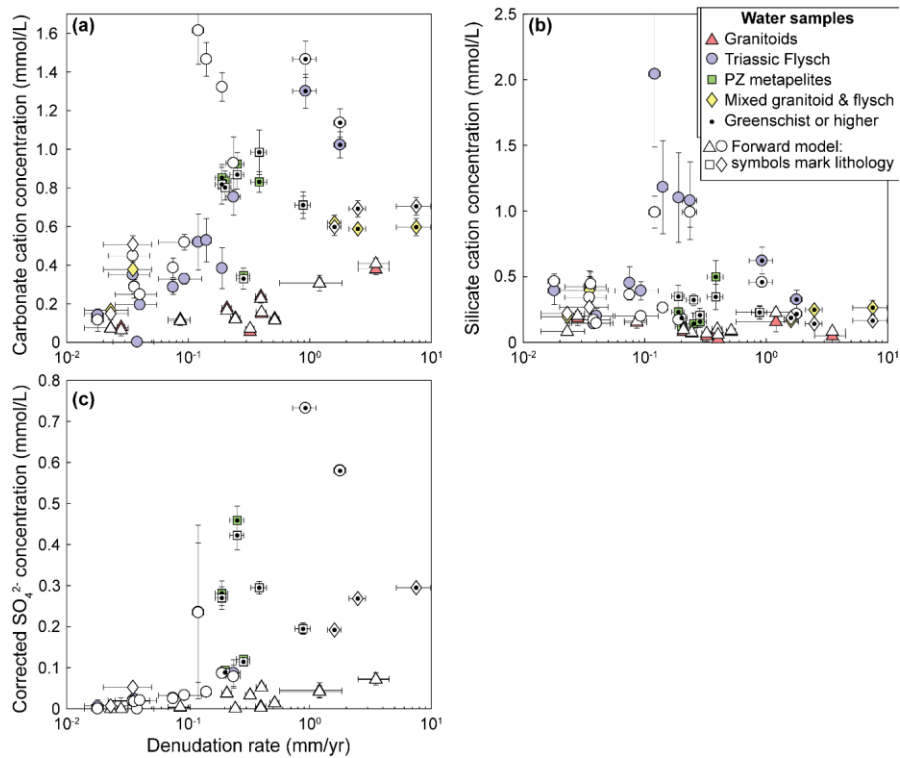 (a)
Carbonate cation concentration (mmol/L)
1.6
1.4
1.2
1.0
0.8
0.6
0.4
0.2
0.0
10-2
10-1
100
101
(b)
Silicate cation concentration (mmol/L)
2.5
2.0
1.5
1.0
0.5
0.0
10-2
10-1
100
101
Water samples
Granitoids
Triassic Flysch
PZ metapelites
Mixed granitoid & flysch
Greenschist or higher
Forward model:
symbols mark lithology
(c)
Corrected SO42- concentration (mmol/L)
0.8
0.7
0.6
0.5
0.4
0.3
0.2
0.1
0
10-2
10-1
100
101
Denudation rate (mm/yr)